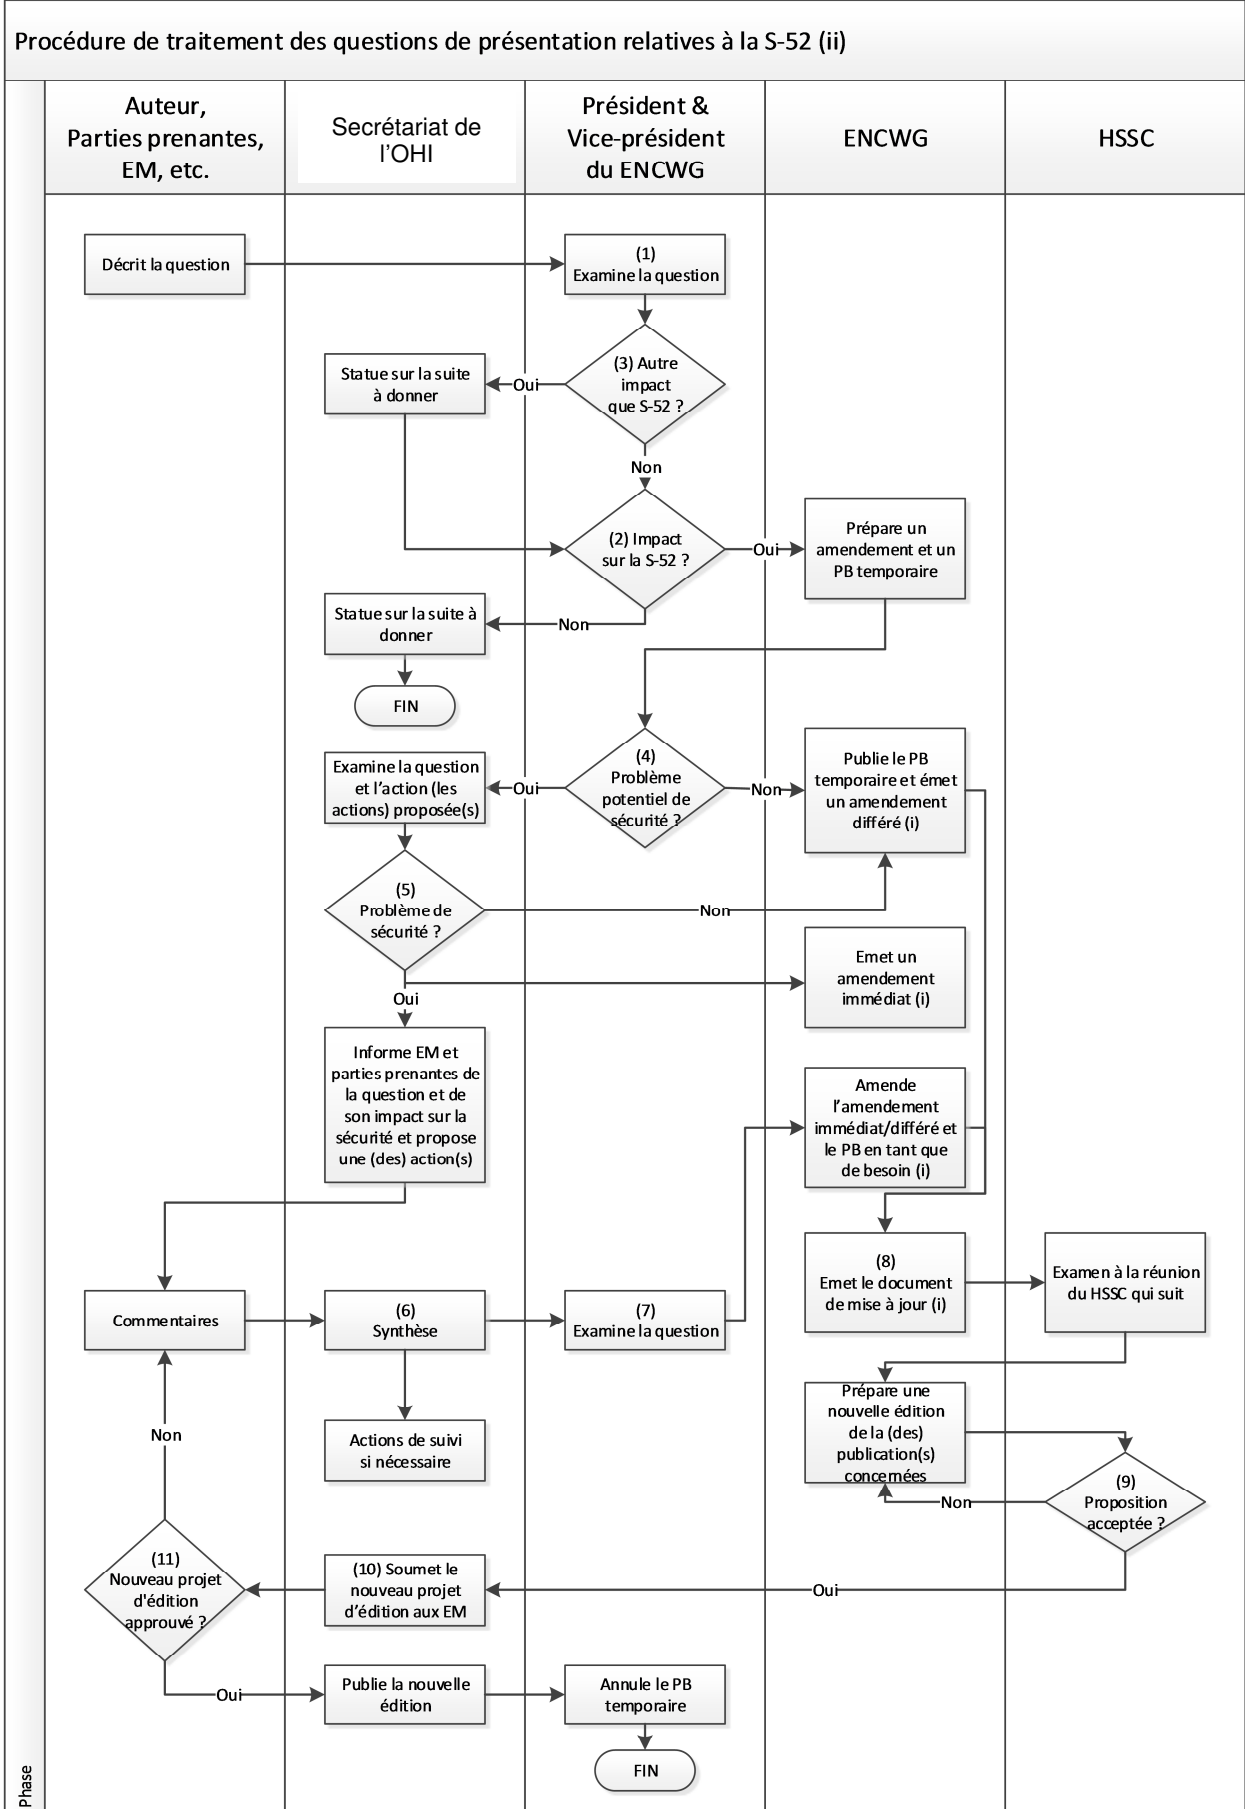 Procédure de traitement des questions de présentation relatives à la S-52 (ii)
Auteur,
Parties prenantes,
EM, etc.
Secrétariat de
l’OHI
Président &
Vice-président
du ENCWG
ENCWG
HSSC
Décrit la question
(1)
Examine la question
(3) Autre
impact
que S-52 ?
Oui
Statue sur la suite
à donner
Non
(2) Impact
sur la S-52 ?
Oui
Prépare un
amendement et un
PB temporaire
Non
Statue sur la suite à
donner
FIN
(4)
Problème
potentiel de
sécurité ?
Oui
Non
Examine la question
et l’action (les
actions) proposée(s)
Publie le PB
temporaire et émet
un amendement
différé (i)
(5)
Problème de
sécurité ?
Non
Oui
Emet un
amendement
immédiat (i)
Informe EM et
parties prenantes de
la question et de
son impact sur la
sécurité et propose
une (des) action(s)
Amende
l’amendement
immédiat/différé et
le PB en tant que
de besoin (i)
Commentaires
(6)
Synthèse
(7)
Examine la question
(8)
Emet le document
de mise à jour (i)
Examen à la réunion
du HSSC qui suit
Actions de suivi
si nécessaire
Prépare une
nouvelle édition
de la (des)
publication(s)
concernées
Non
(9)
Proposition
acceptée ?
Non
Oui
(10) Soumet le
nouveau projet
d’édition aux EM
(11)
Nouveau projet
d'édition
approuvé ?
Oui
Publie la nouvelle
édition
Annule le PB
temporaire
FIN
Phase